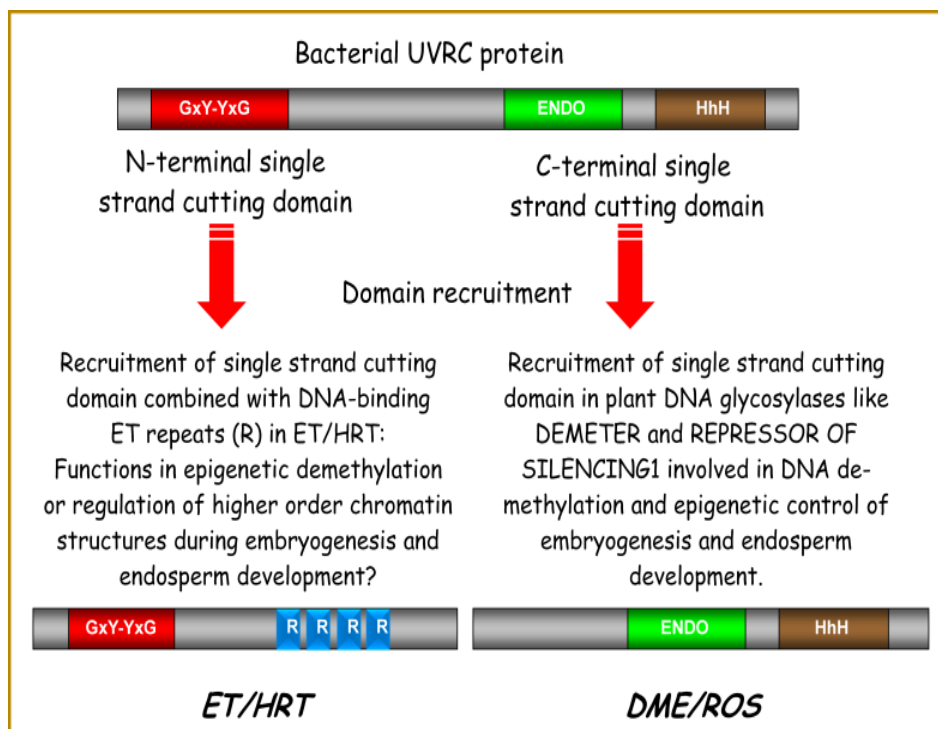 Bacterial UVRC protein
GxY-YxG
ENDO
HhH
N-terminal single
strand cutting domain
C-terminal single
strand cutting domain
Domain recruitment
Recruitment of single strand cutting
domain combined with DNA-binding
ET repeats (R) in ET/HRT:
Functions in epigenetic demethylation
or regulation of higher order chromatin
structures during embryogenesis and
endosperm development?
Recruitment of single strand cutting
domain in plant DNA glycosylases like
DEMETER and REPRESSOR OF
SILENCING1 involved in DNA de-
methylation and epigenetic control of
embryogenesis and endosperm
development.
GxY-YxG
R R R R
ENDO
HhH
ET/HRT
DME/ROS